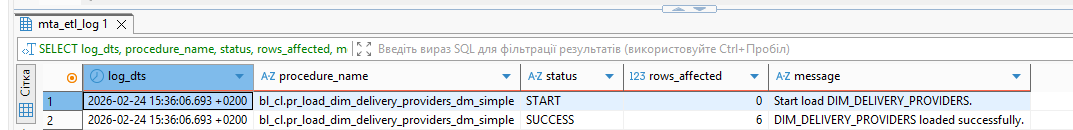 mta_etl_log 1
SELECT log_dts, procedure_name, status, rows_affected, m Введіть вираз SQL для фільтрації результатів (використовуйте Ctrl+Пробіл)
Сітка
log_dts A-Z procedure_name A-Z status 123 rows_affected A-Z message
1 2026-02-24 15:36:06.693 +0200 bl_cl.pr_load_dim_delivery_providers_dm_simple START 0 Start load DIM_DELIVERY_PROVIDERS.
2 2026-02-24 15:36:06.693 +0200 bl_cl.pr_load_dim_delivery_providers_dm_simple SUCCESS 6 DIM_DELIVERY_PROVIDERS loaded successfully.